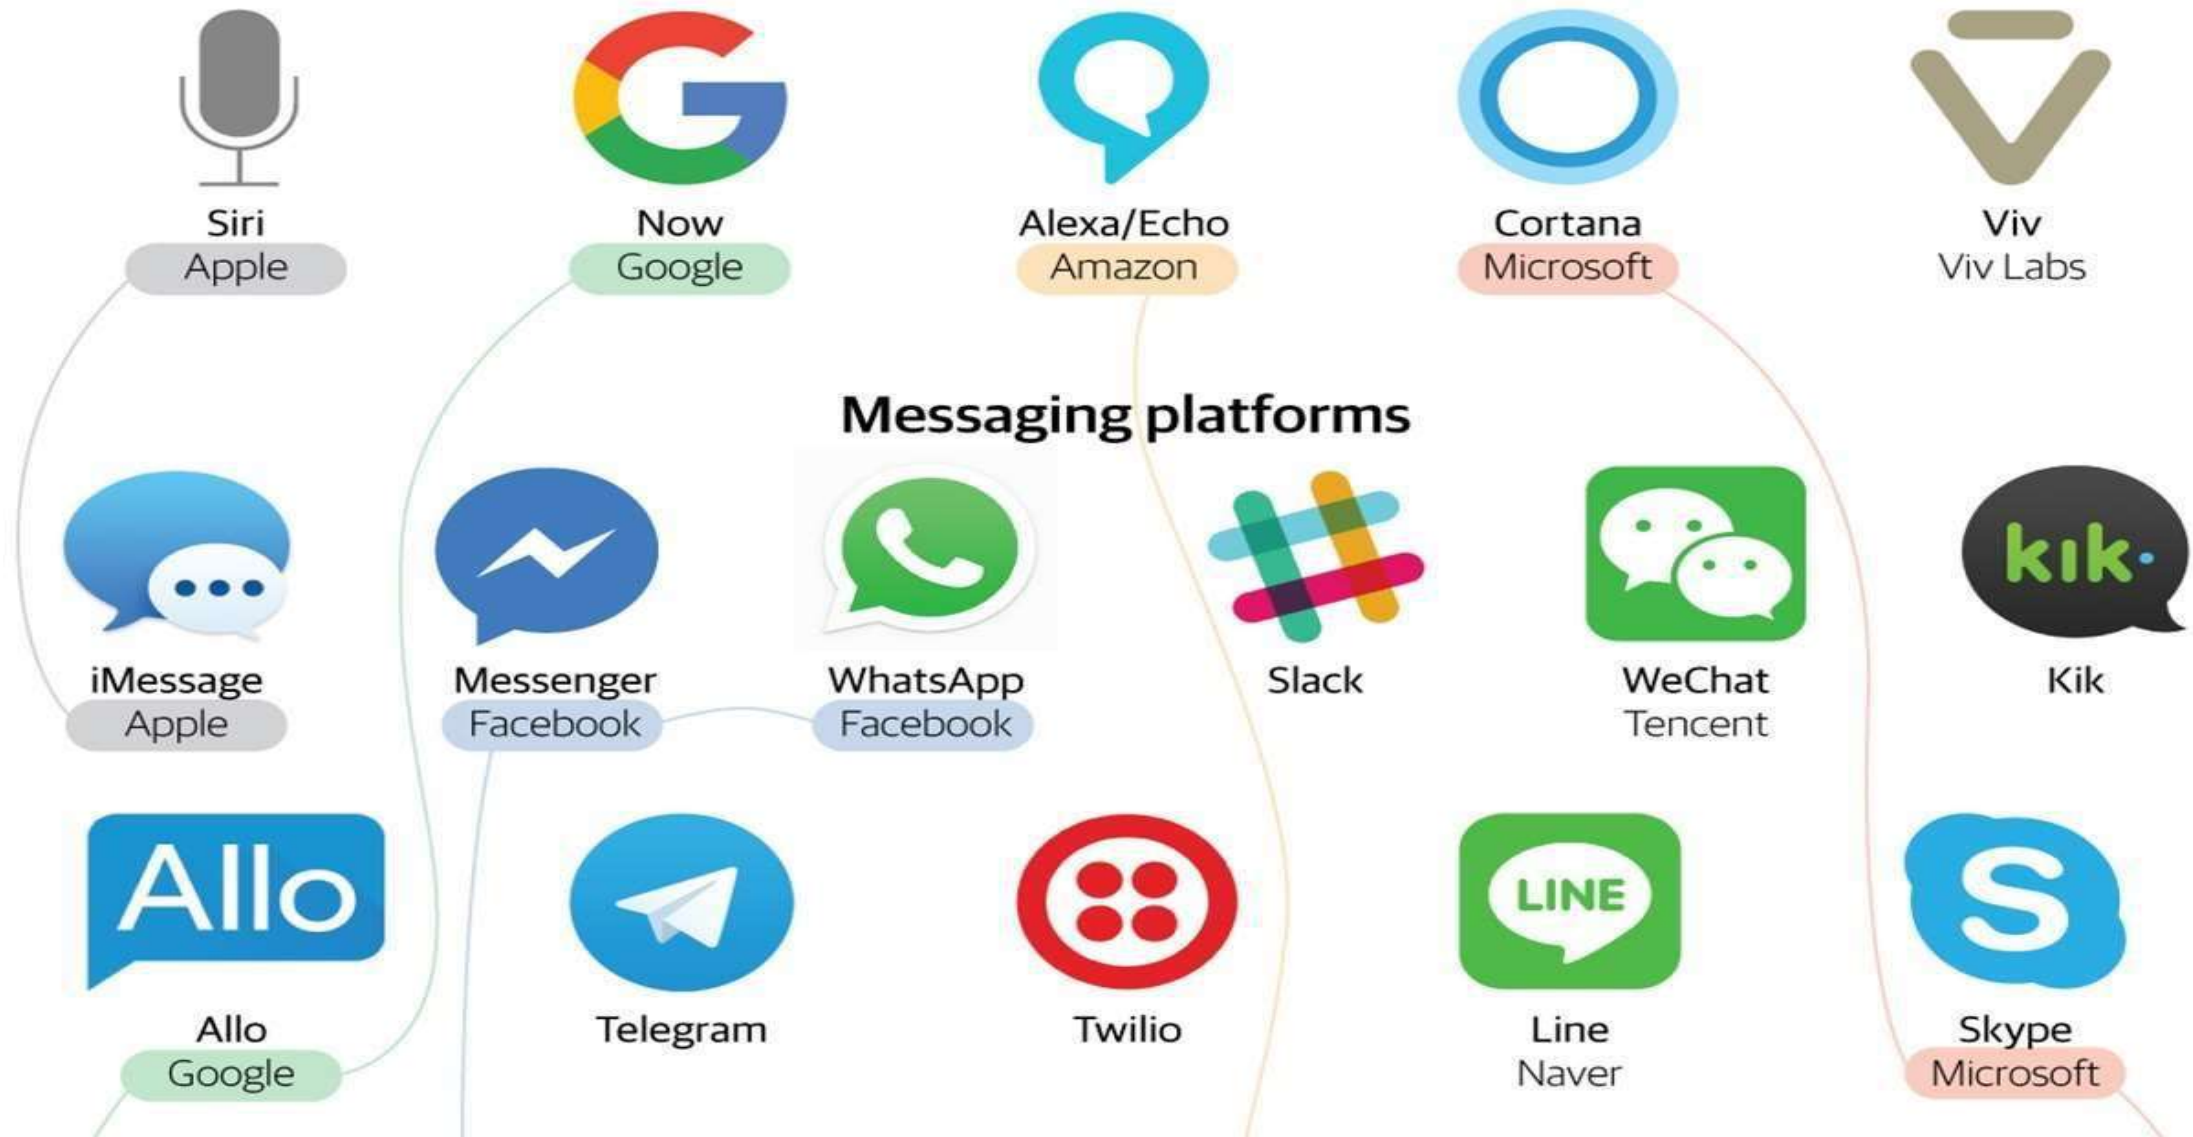 Siri
Apple
Now
Google
Alexa/Echo
Amazon
Cortana
Microsoft
Viv
Viv Labs
Messaging platforms
kik
iMessage
Apple
Messenger
Facebook
WhatsApp
Facebook
Slack
WeChat
Tencent
Kik
Allo
LINE
S
Allo
Google
Telegram
Twilio
Line
Naver
Skype
Microsoft